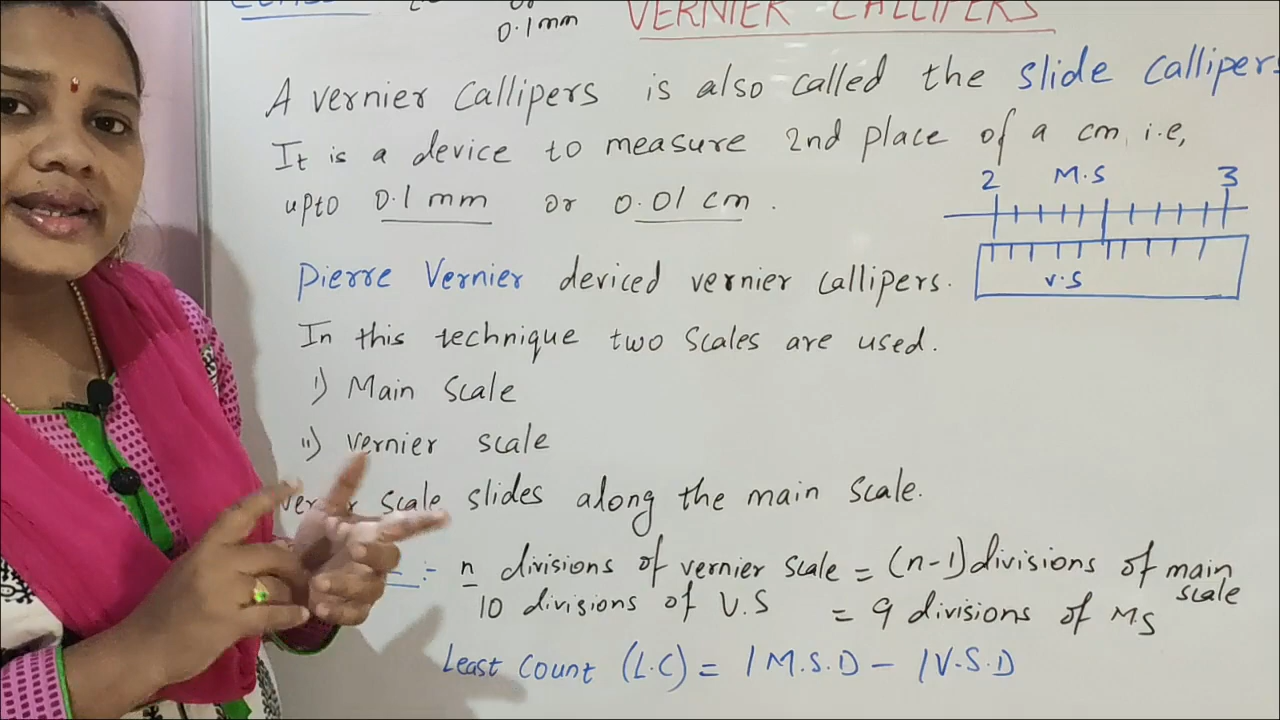 0.1mm
VERNIER CALLIPERS
A vernier callipers is also called the slide callipers
It is a device to measure 2nd place of a cm i.e,
upto 0.1 mm or 0.01 cm.
2 M.S 3
V.S
Pierre Vernier deviced vernier callipers.
In this technique two scales are used.
i) Main scale
ii) vernier scale
scale slides along the main scale.
:- n divisions of vernier scale = (n-1) divisions of main scale
10 divisions of V.S = 9 divisions of MS
Least count (L.C) = 1 M.S.D - 1 V.S.D